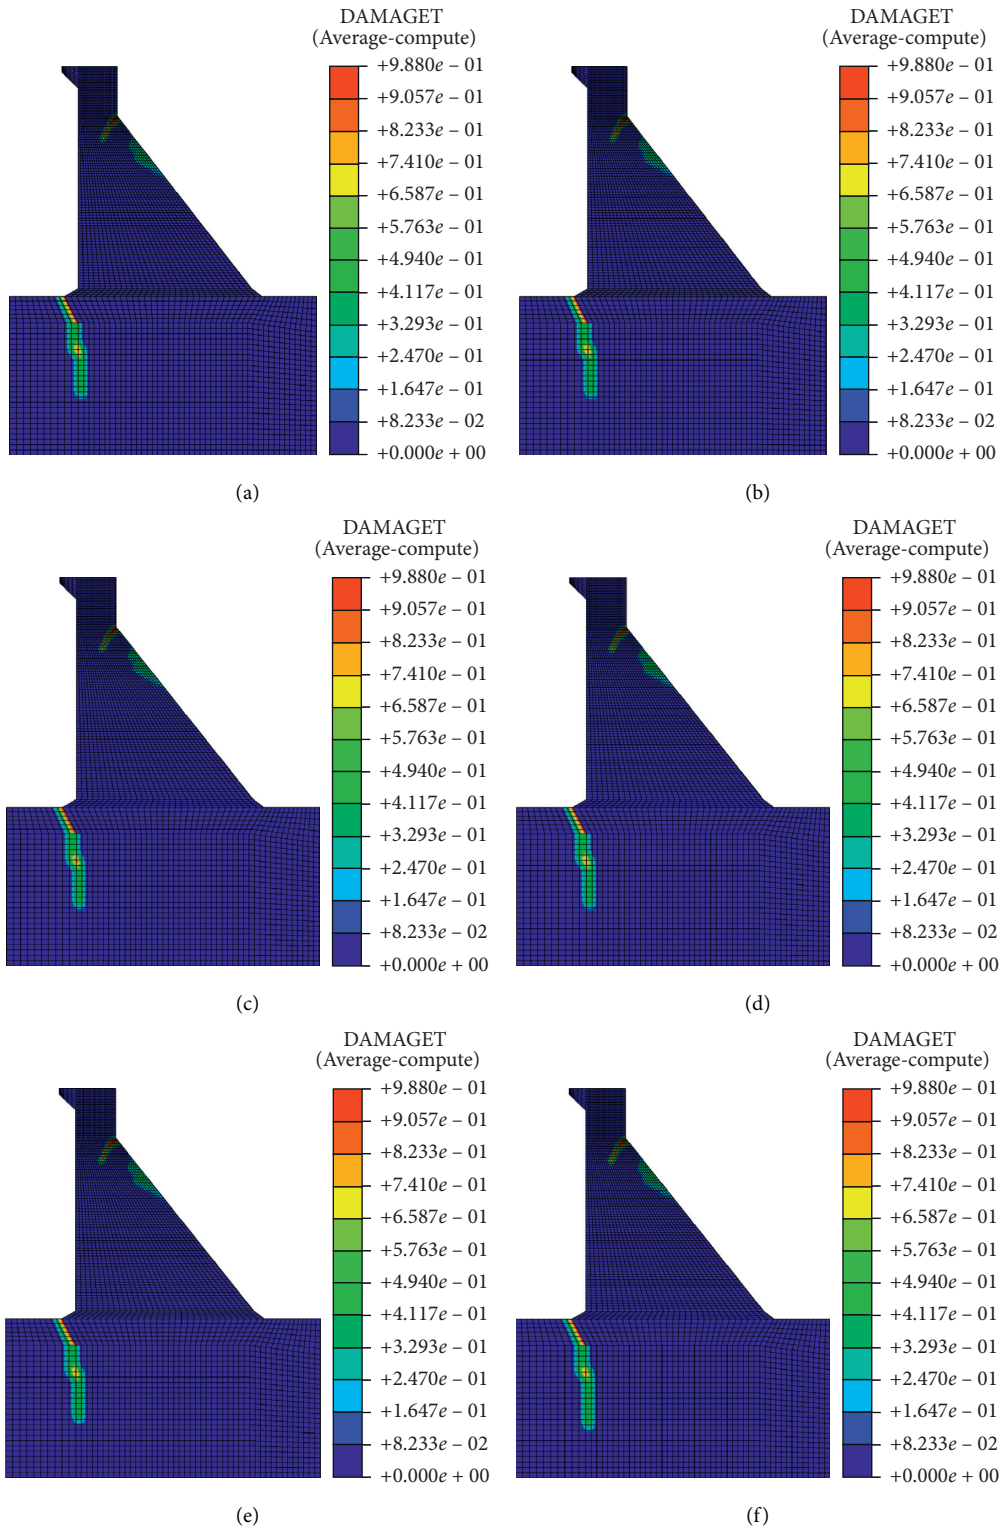 DAMAGET
(Average-compute)
+9.880e – 01
+9.057e – 01
+8.233e – 01
+7.410e – 01
+6.587e – 01
+5.763e – 01
+4.940e – 01
+4.117e – 01
+3.293e – 01
+2.470e – 01
+1.647e – 01
+8.233e – 02
+0.000e + 00
(a)
DAMAGET
(Average-compute)
+9.880e – 01
+9.057e – 01
+8.233e – 01
+7.410e – 01
+6.587e – 01
+5.763e – 01
+4.940e – 01
+4.117e – 01
+3.293e – 01
+2.470e – 01
+1.647e – 01
+8.233e – 02
+0.000e + 00
(b)
DAMAGET
(Average-compute)
+9.880e – 01
+9.057e – 01
+8.233e – 01
+7.410e – 01
+6.587e – 01
+5.763e – 01
+4.940e – 01
+4.117e – 01
+3.293e – 01
+2.470e – 01
+1.647e – 01
+8.233e – 02
+0.000e + 00
(c)
DAMAGET
(Average-compute)
+9.880e – 01
+9.057e – 01
+8.233e – 01
+7.410e – 01
+6.587e – 01
+5.763e – 01
+4.940e – 01
+4.117e – 01
+3.293e – 01
+2.470e – 01
+1.647e – 01
+8.233e – 02
+0.000e + 00
(d)
DAMAGET
(Average-compute)
+9.880e – 01
+9.057e – 01
+8.233e – 01
+7.410e – 01
+6.587e – 01
+5.763e – 01
+4.940e – 01
+4.117e – 01
+3.293e – 01
+2.470e – 01
+1.647e – 01
+8.233e – 02
+0.000e + 00
(e)
DAMAGET
(Average-compute)
+9.880e – 01
+9.057e – 01
+8.233e – 01
+7.410e – 01
+6.587e – 01
+5.763e – 01
+4.940e – 01
+4.117e – 01
+3.293e – 01
+2.470e – 01
+1.647e – 01
+8.233e – 02
+0.000e + 00
(f)